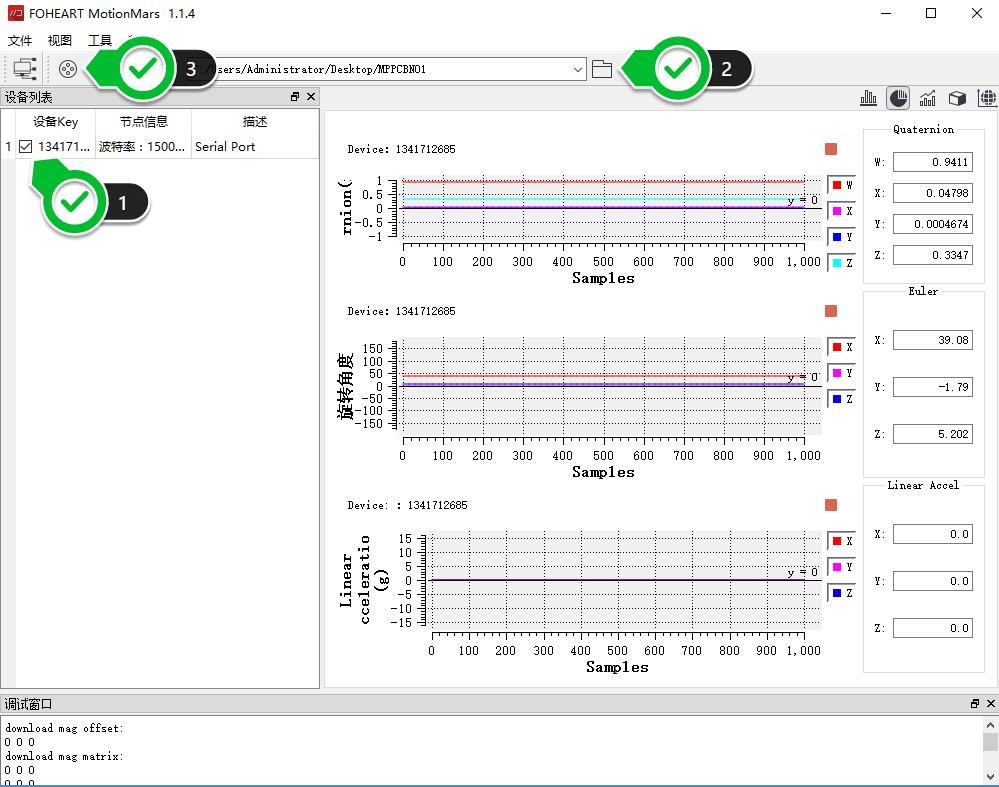 FOHEART MotionMars 1.1.4
文件 视图 工具
3
:/Users/Administrator/Desktop/MPPCBNO1
2
设备列表
设备Key 节点信息 描述
1 134171... 波特率：1500... Serial Port
1
Device: 1341712685
rnion(
1
0.5
0
-0.5
-1
y = 0
0 100 200 300 400 500 600 700 800 900 1,000
Samples
W
X
Y
Z
Device: 1341712685
旋转角度
150
100
50
0
-50
-100
-150
y = 0
0 100 200 300 400 500 600 700 800 900 1,000
Samples
X
Y
Z
Device: : 1341712685
Linear
cceleratio
(g)
15
10
5
0
-5
-10
-15
y = 0
0 100 200 300 400 500 600 700 800 900 1,000
Samples
X
Y
Z
Quaternion
W: 0.9411
X: 0.04798
Y: 0.0004674
Z: 0.3347
Euler
X: 39.08
Y: -1.79
Z: 5.202
Linear Accel
X: 0.0
Y: 0.0
Z: 0.0
调试窗口
download mag offset:
0 0 0
download mag matrix:
0 0 0
0 0 0